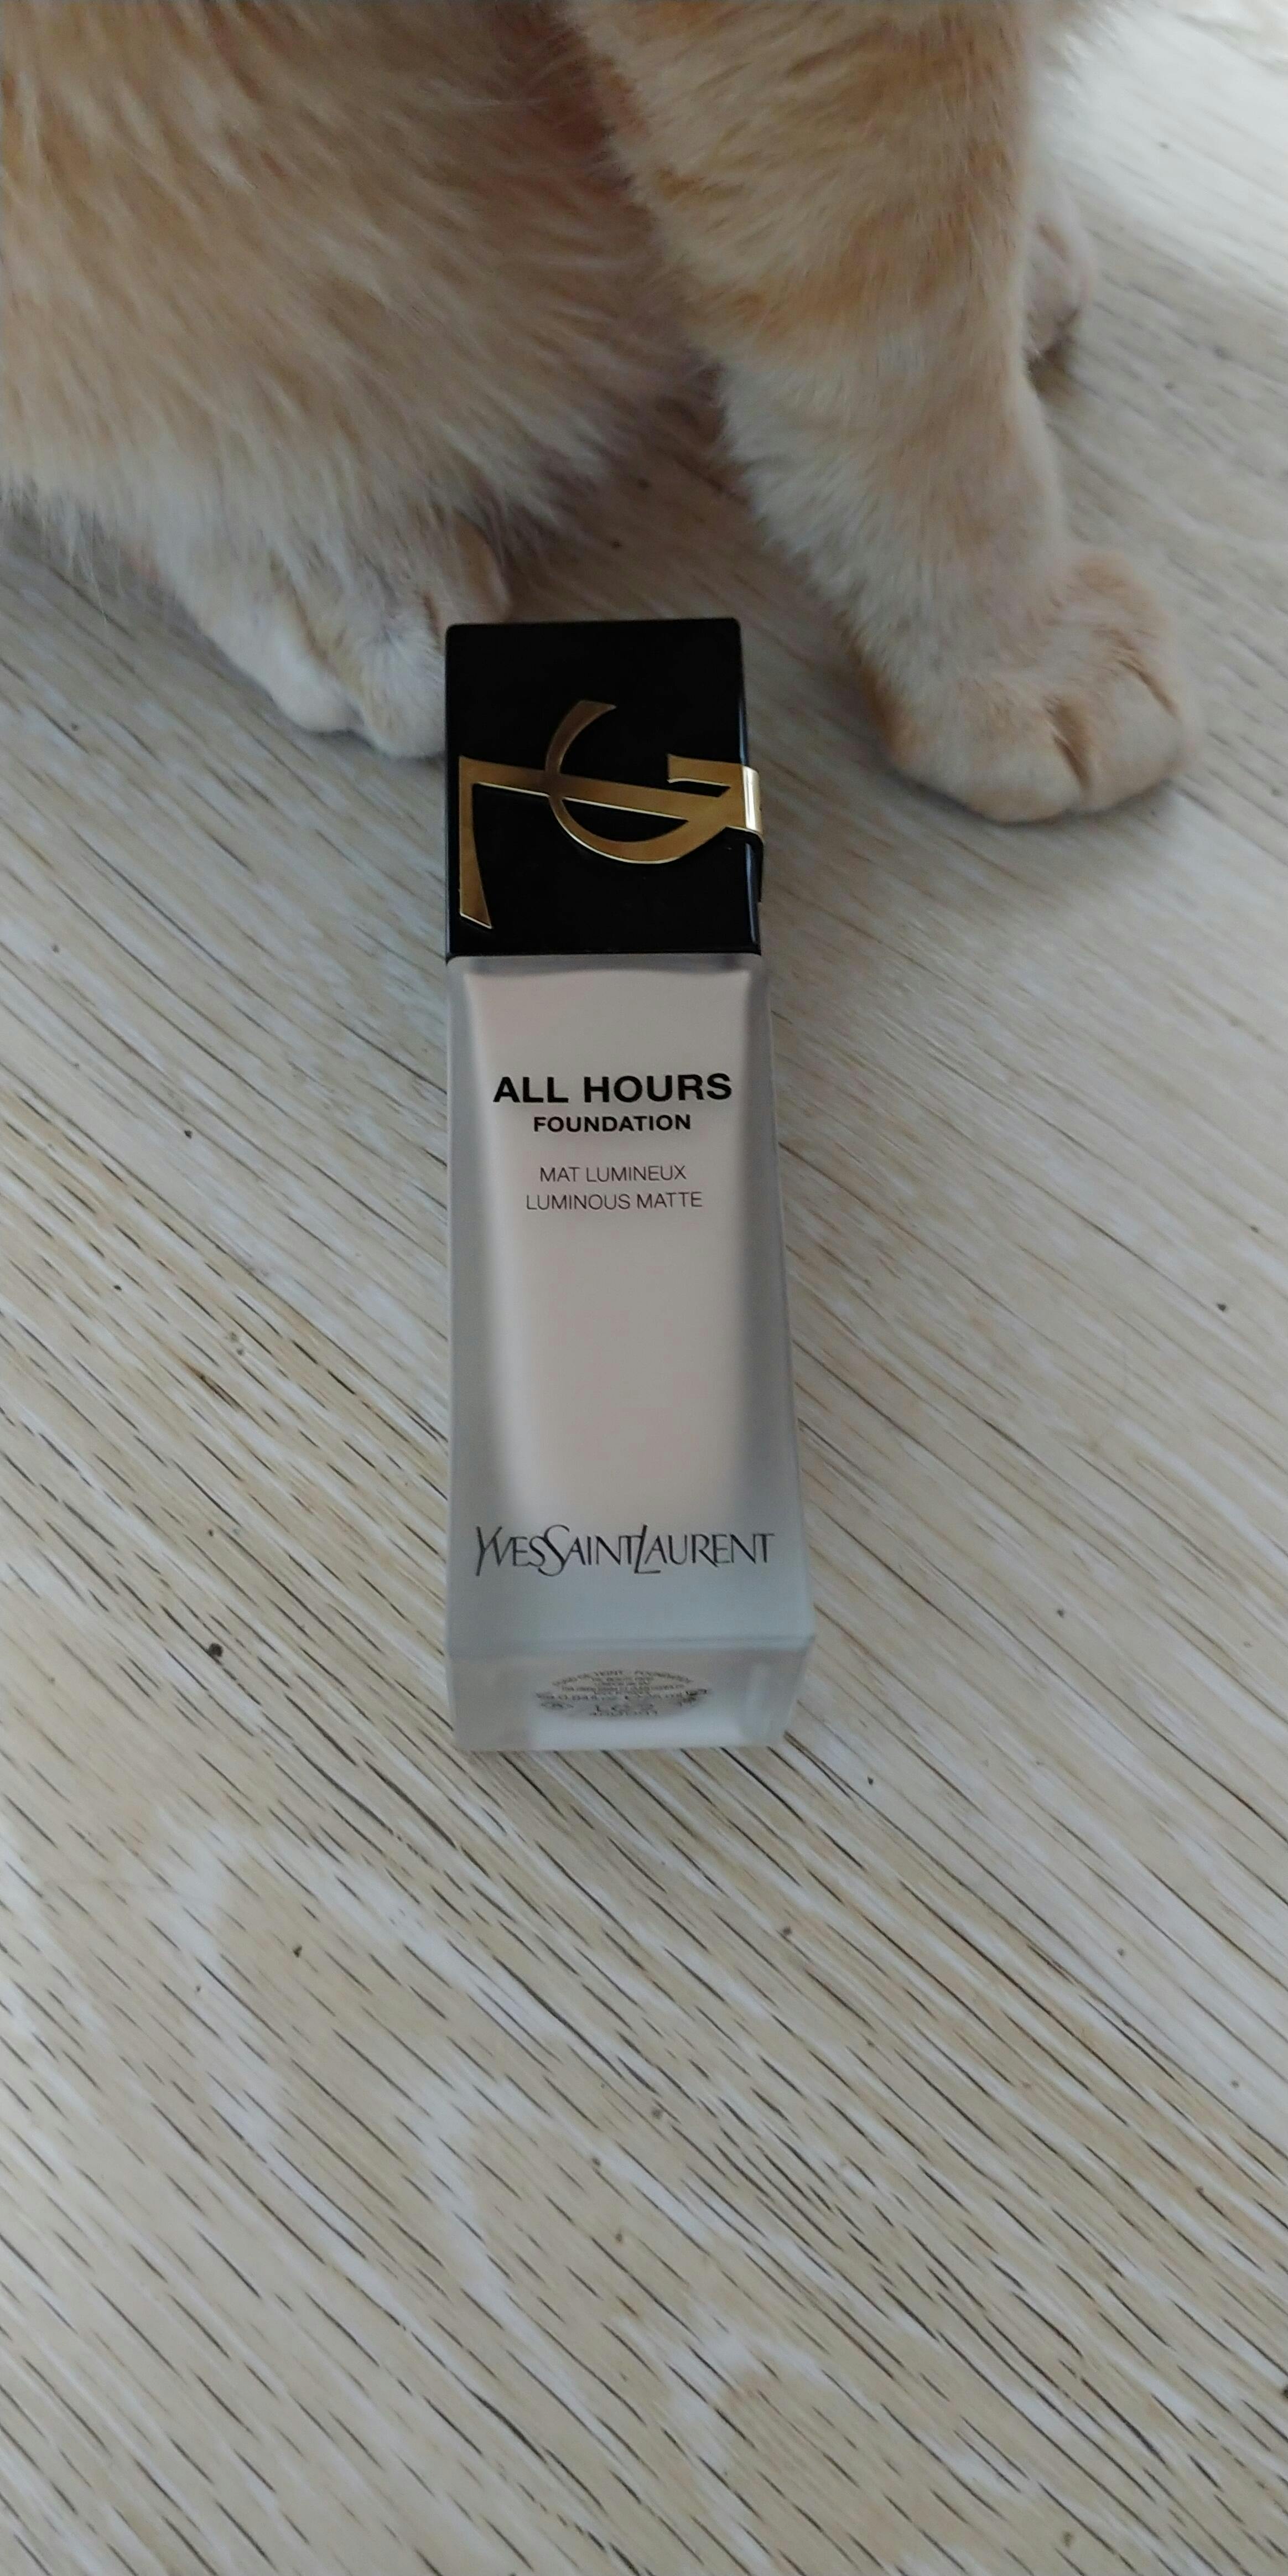 ALL HOURS
FOUNDATION
MAT LUMINEUX
LUMINOUS MATTE
YVESSAINTLAURENT